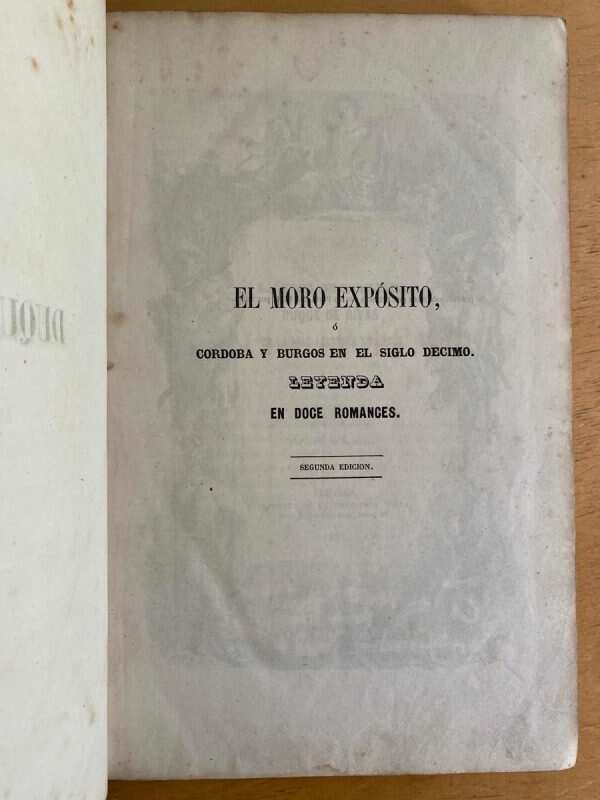 EL MORO EXPÓSITO,
ó
CORDOBA Y BURGOS EN EL SIGLO DECIMO.
LEYENDA
EN DOCE ROMANCES.
SEGUNDA EDICION.